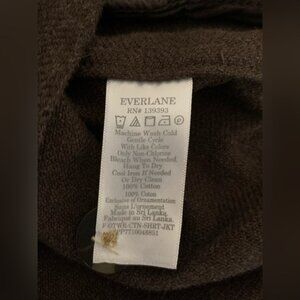 EVERLANE
RN# 139393
Machine Wash Cold
Gentle Cycle
With Like Colors
Only Non-Chlorine
Bleach When Needed
Hang To Dry
Cool Iron If Needed
Or Dry Clean
100% Cotton
100% Coton
Exclusive of Ornamentation
Sans L'ornement
Made in Sri Lanka
Fabriqué au Sri Lanka